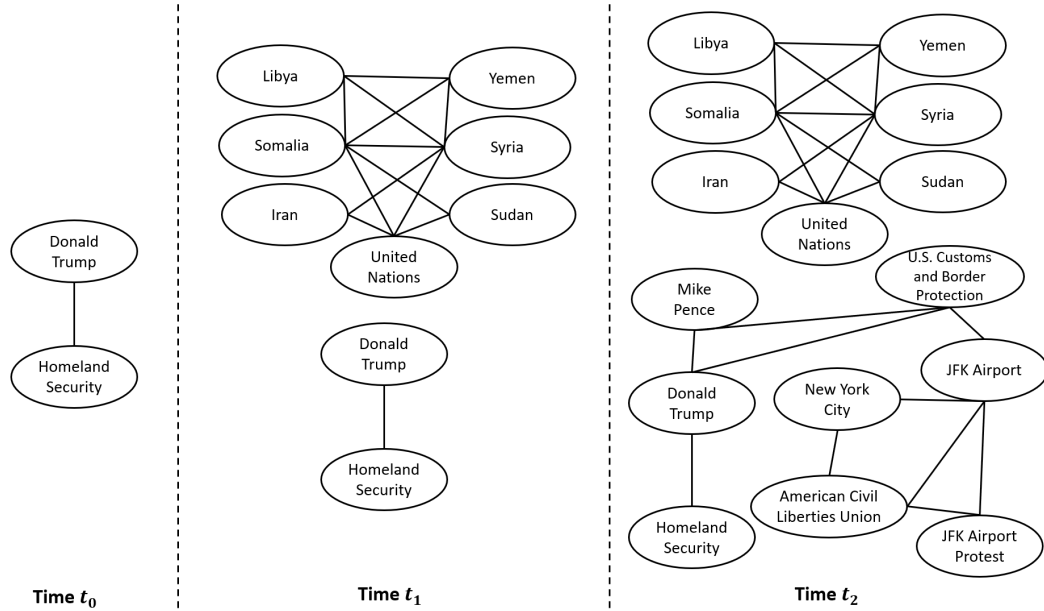 Donald
Trump
Homeland
Security
Time t0
Libya
Yemen
Somalia
Syria
Iran
Sudan
United
Nations
Donald
Trump
Homeland
Security
Time t1
Libya
Yemen
Somalia
Syria
Iran
Sudan
United
Nations
U.S. Customs
and Border
Protection
Mike
Pence
JFK Airport
Donald
Trump
New York
City
American Civil
Liberties Union
Homeland
Security
JFK Airport
Protest
Time t2